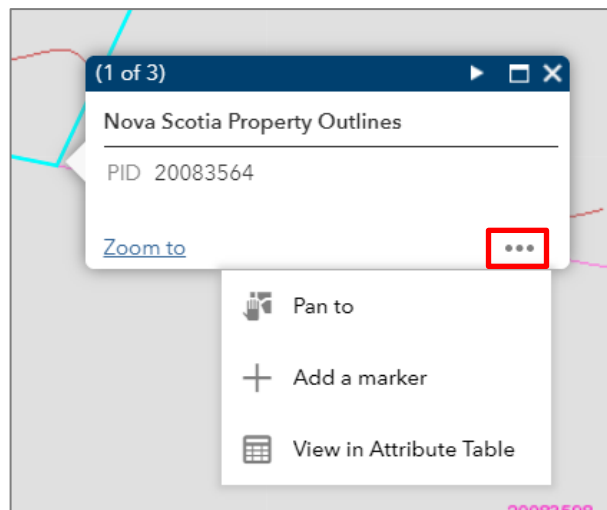 (1 of 3)
Nova Scotia Property Outlines
PID 20083564
Zoom to
Pan to
Add a marker
View in Attribute Table